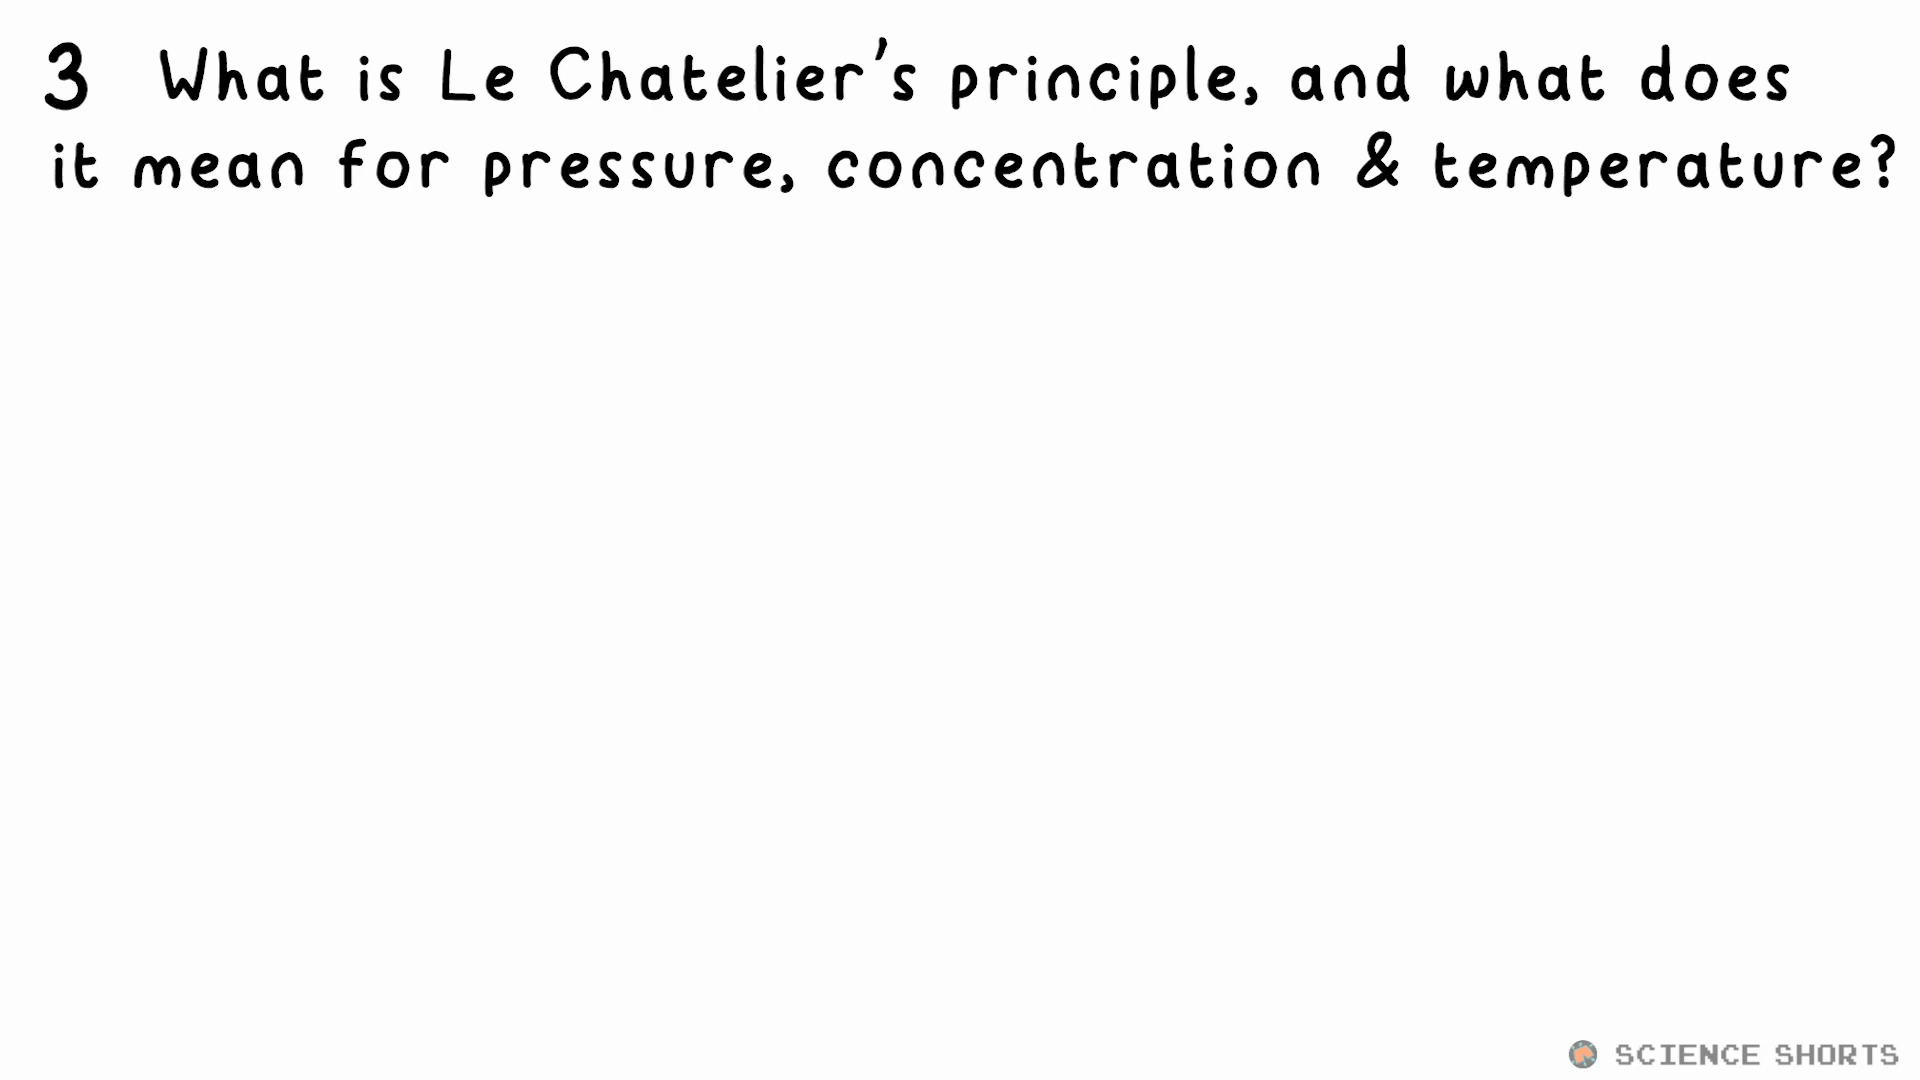 3 What is Le Chatelier's principle, and what does
it mean for pressure, concentration & temperature?
SCIENCE SHORTS